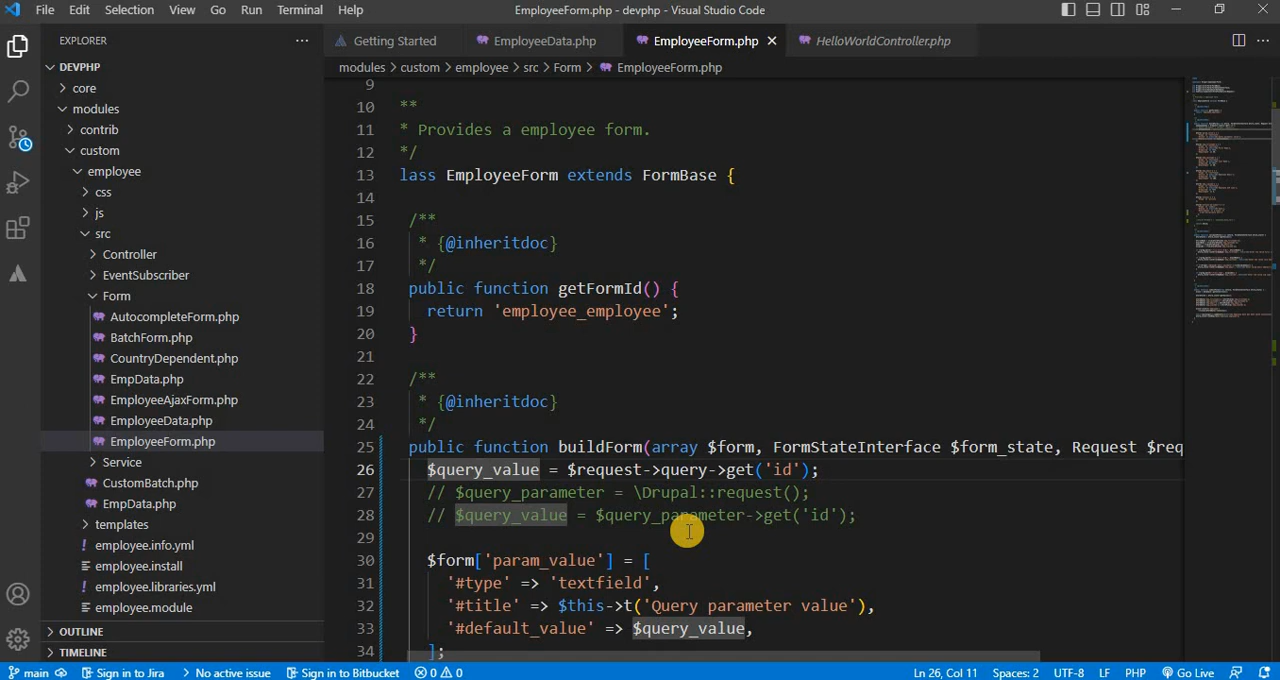 File Edit Selection View Go Run Terminal Help EmployeeForm.php - devphp - Visual Studio Code
EXPLORER ...
DEVPHP
core
modules
contrib
custom
employee
css
js
src
Controller
EventSubscriber
Form
AutocompleteForm.php
BatchForm.php
CountryDependent.php
EmpData.php
EmployeeAjaxForm.php
EmployeeData.php
EmployeeForm.php
Service
CustomBatch.php
EmpData.php
templates
! employee.info.yml
employee.install
! employee.libraries.yml
employee.module
OUTLINE
TIMELINE
Getting Started EmployeeData.php EmployeeForm.php HelloWorldController.php
modules > custom > employee > src > Form > EmployeeForm.php
9
10 **
11 * Provides a employee form.
12 */
13 lass EmployeeForm extends FormBase {
14
15 /**
16 * {@inheritdoc}
17 */
18 public function getFormId() {
19 return 'employee_employee';
20 }
21
22 /**
23 * {@inheritdoc}
24 */
25 public function buildForm(array $form, FormStateInterface $form_state, Request $req
26 $query_value = $request->query->get('id');
27 // $query_parameter = \Drupal::request();
28 // $query_value = $query_parameter->get('id');
29
30 $form['param_value'] = [
31 '#type' => 'textfield',
32 '#title' => $this->t('Query parameter value'),
33 '#default_value' => $query_value,
34 ];
main Sign in to Jira No active issue Sign in to Bitbucket 0 0 Ln 26, Col 11 Spaces: 2 UTF-8 LF PHP Go Live